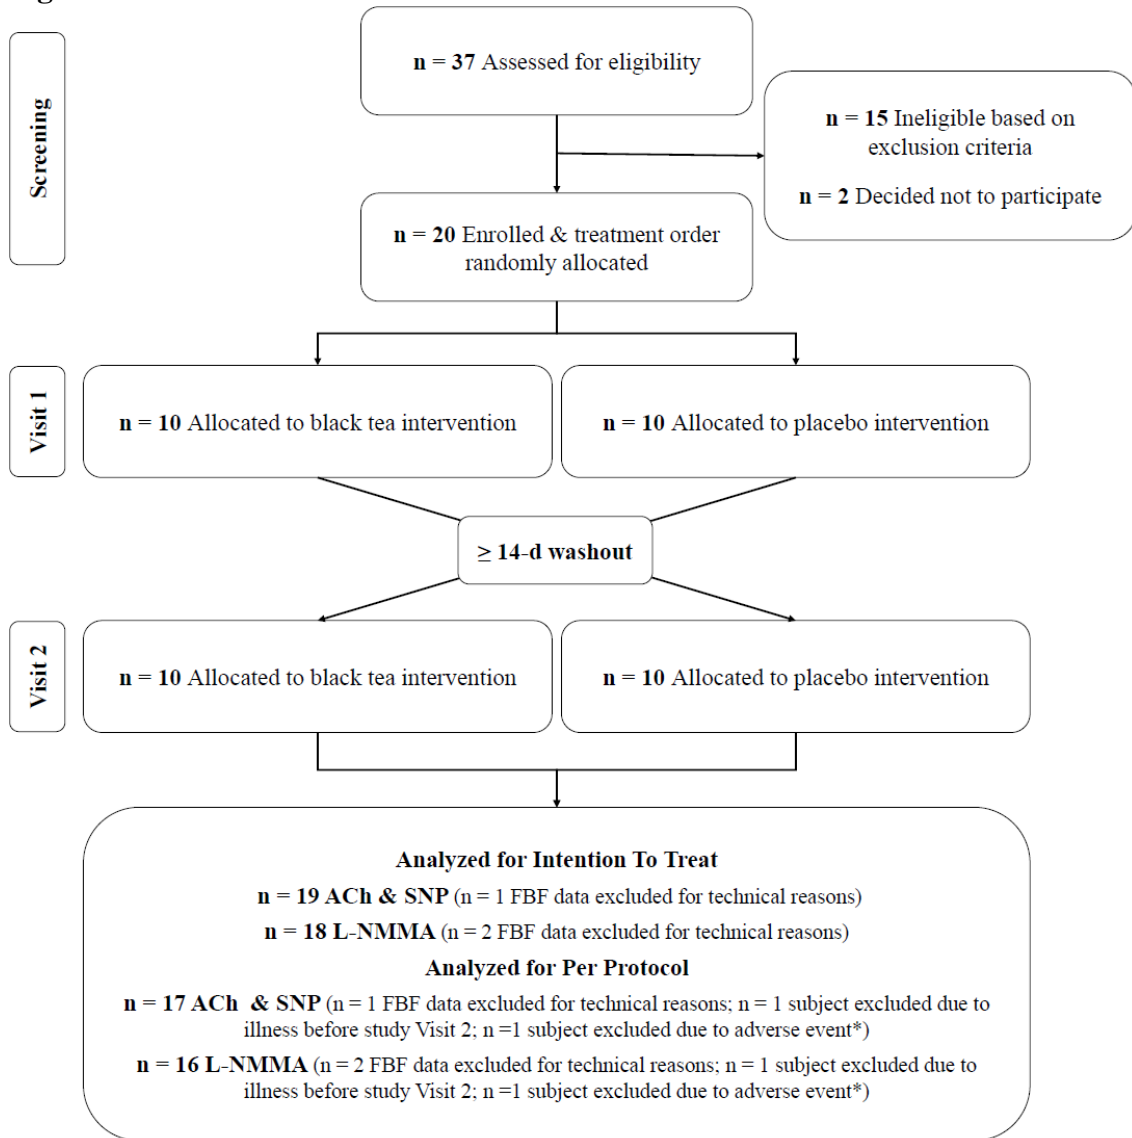 n = 37 Assessed for eligibility
Screening
n = 15 Ineligible based on
exclusion criteria
n = 2 Decided not to participate
n = 20 Enrolled & treatment order
randomly allocated
Visit 1
n = 10 Allocated to black tea intervention
n = 10 Allocated to placebo intervention
≥ 14-d washout
Visit 2
n = 10 Allocated to black tea intervention
n = 10 Allocated to placebo intervention
Analyzed for Intention To Treat
n = 19 ACh & SNP (n = 1 FBF data excluded for technical reasons)
n = 18 L-NMMA (n = 2 FBF data excluded for technical reasons)
Analyzed for Per Protocol
n = 17 ACh & SNP (n = 1 FBF data excluded for technical reasons; n = 1 subject excluded due to
illness before study Visit 2; n =1 subject excluded due to adverse event*)
n = 16 L-NMMA (n = 2 FBF data excluded for technical reasons; n = 1 subject excluded due to
illness before study Visit 2; n =1 subject excluded due to adverse event*)